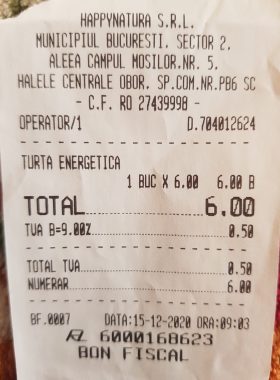 HAPPYNATURA S.R.L.
MUNICIPIUL BUCURESTI. SECTOR 2.
ALEEA CAMPUL MOSILOR.NR. 5.
HALELE CENTRALE OBOR. SP.COM.NR.PB6 SC
- C.F. RO 27439998 -
OPERATOR/1 D.704012624
TURTA ENERGETICA
1 BUC X 6.00 6.00 B
TOTAL 6.00
TVA B=9.00% 0.50
TOTAL TVA 0.50
NUMERAR 6.00
BF.0007 DATA:15-12-2020 ORA:09:03
6000168623
BON FISCAL